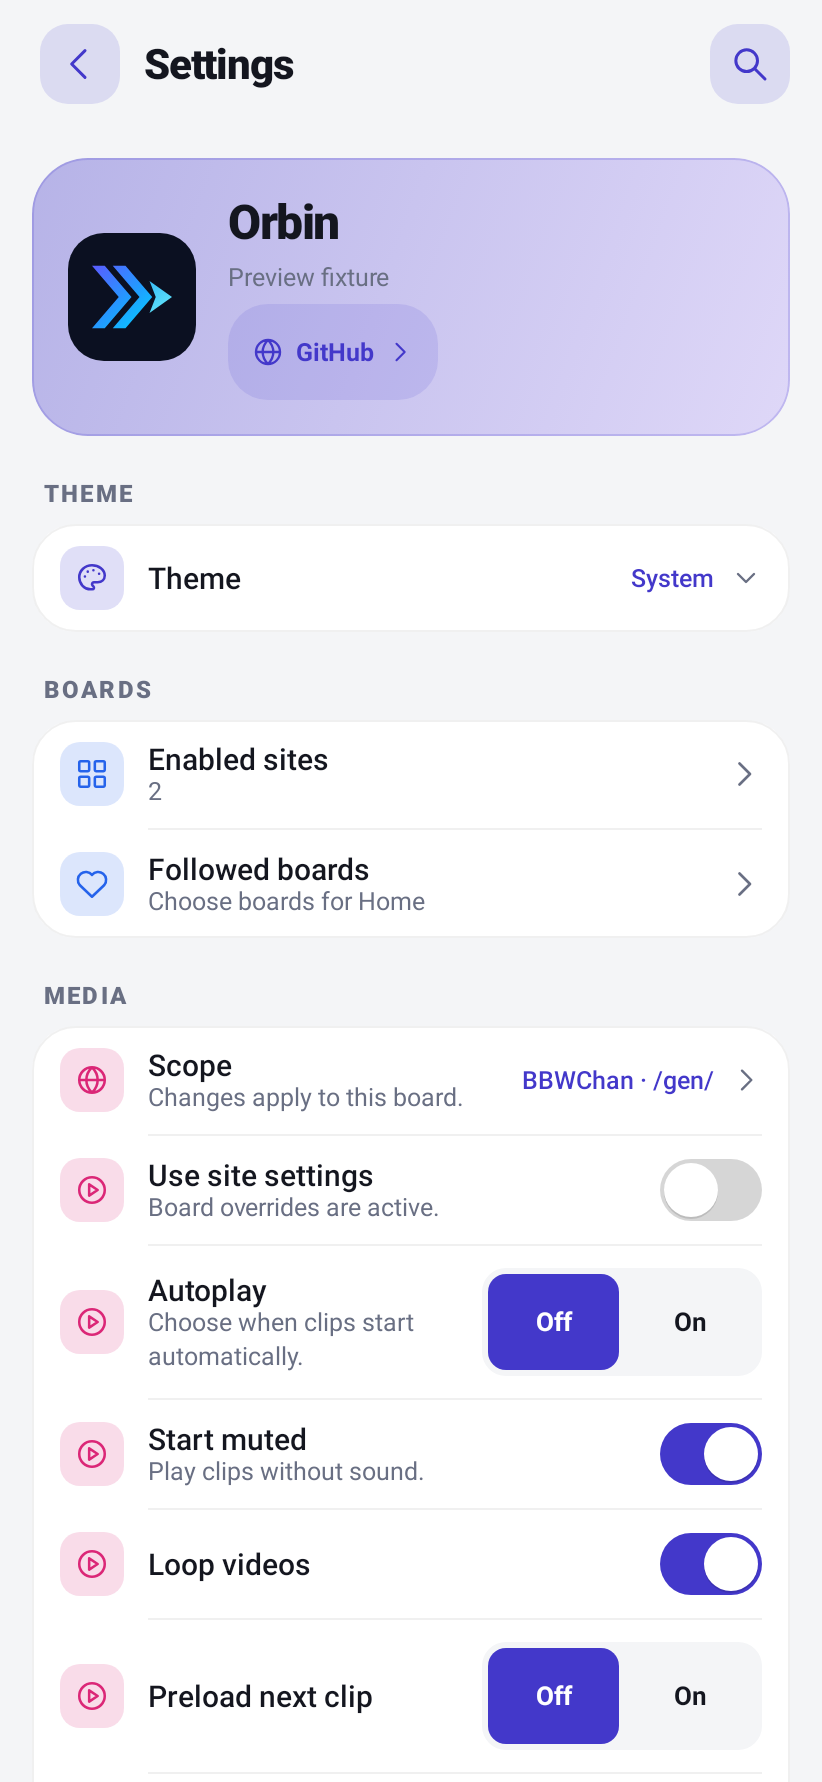 Settings
Orbin
Preview fixture
GitHub
THEME
Theme
System
BOARDS
Enabled sites
2
Followed boards
Choose boards for Home
MEDIA
Scope
Changes apply to this board.
BBWChan · /gen/
Use site settings
Board overrides are active.
Autoplay
Choose when clips start
automatically.
Off
On
Start muted
Play clips without sound.
Loop videos
Preload next clip
Off
On